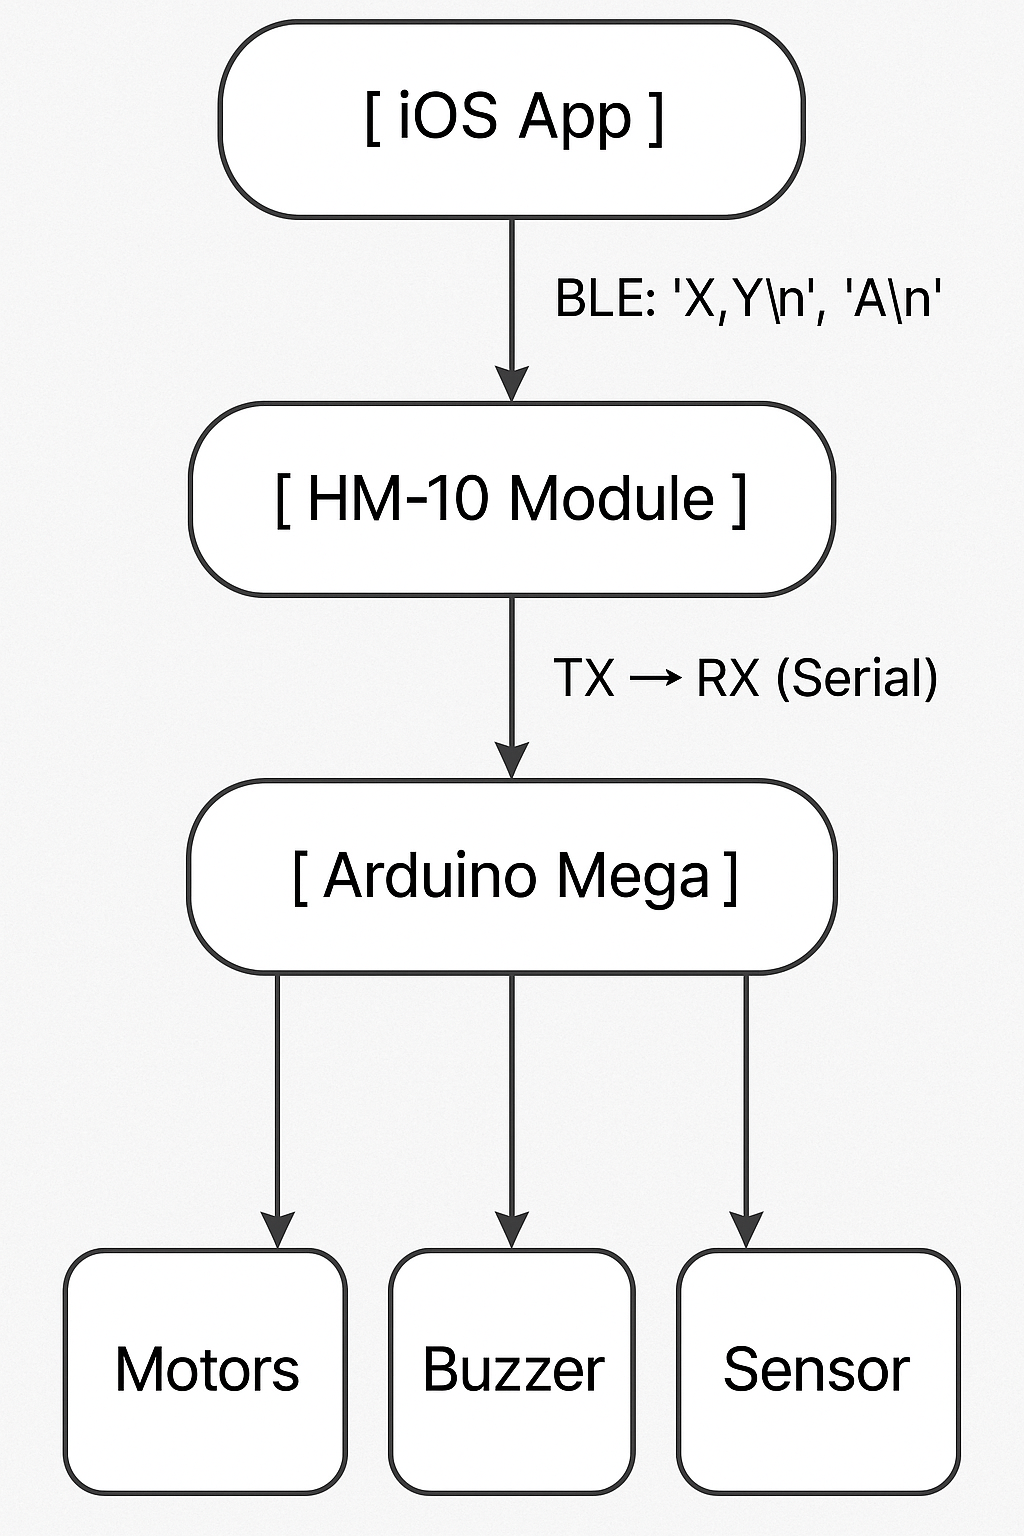 [ iOS App ]
BLE: 'X,Y\n', 'A\n'
[ HM-10 Module ]
TX → RX (Serial)
[ Arduino Mega ]
Motors
Buzzer
Sensor